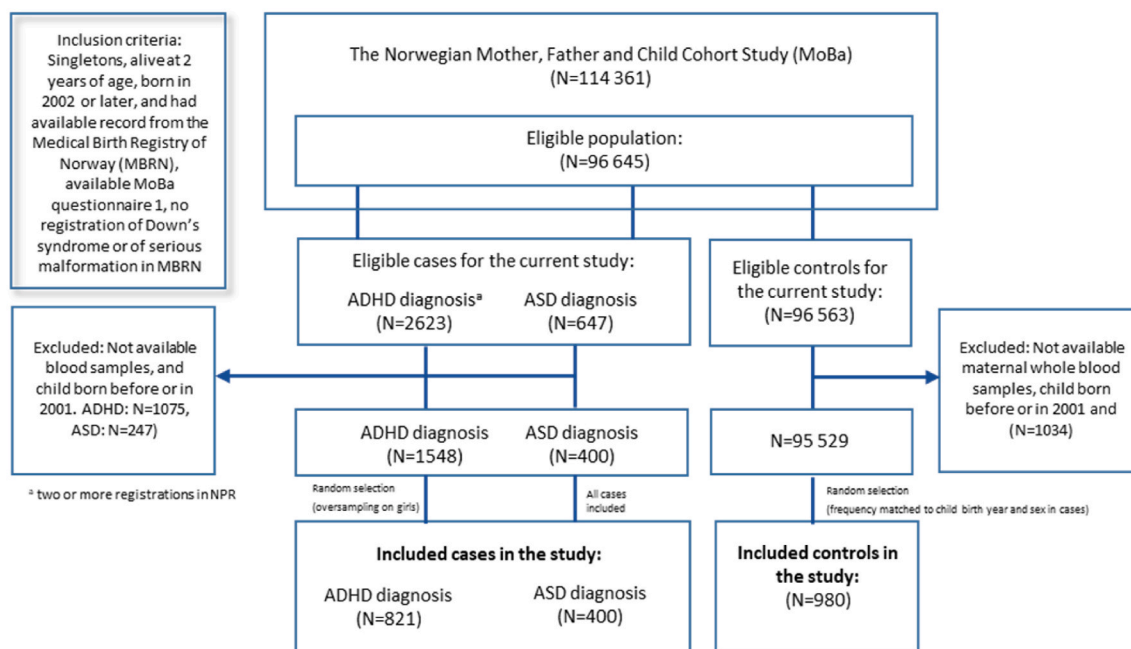 Inclusion criteria:
Singletons, alive at 2
years of age, born in
2002 or later, and had
available record from the
Medical Birth Registry of
Norway (MBRN),
available MoBa
questionnaire 1, no
registration of Down's
syndrome or of serious
malformation in MBRN
The Norwegian Mother, Father and Child Cohort Study (MoBa)
(N=114 361)
Eligible population:
(N=96 645)
Eligible cases for the current study:
ADHD diagnosisᵃ
(N=2623)
ASD diagnosis
(N=647)
Eligible controls for
the current study:
(N=96 563)
Excluded: Not available
blood samples, and
child born before or in
2001. ADHD: N=1075,
ASD: N=247)
Excluded: Not available
maternal whole blood
samples, child born
before or in 2001 and
(N=1034)
ADHD diagnosis
(N=1548)
ASD diagnosis
(N=400)
N=95 529
ᵃ two or more registrations in NPR
Random selection
(oversampling on girls)
All cases
included
Random selection
(frequency matched to child birth year and sex in cases)
Included cases in the study:
ADHD diagnosis
(N=821)
ASD diagnosis
(N=400)
Included controls in
the study:
(N=980)